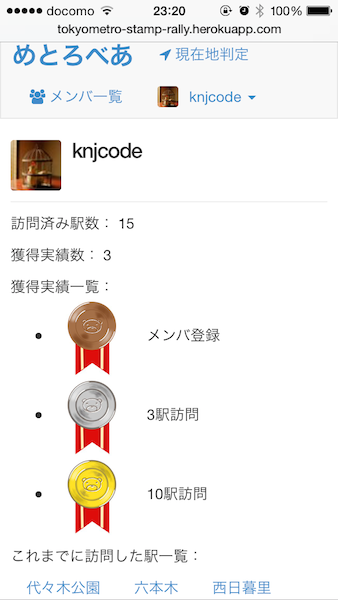 docomo 23:20 100%
tokyometro-stamp-rally.herokuapp.com
めとろべあ 現在地判定
メンバ一覧 knjcode
knjcode
訪問済み駅数： 15
獲得実績数： 3
獲得実績一覧：
メンバ登録
3駅訪問
10駅訪問
これまでに訪問した駅一覧：
代々木公園 六本木 西日暮里